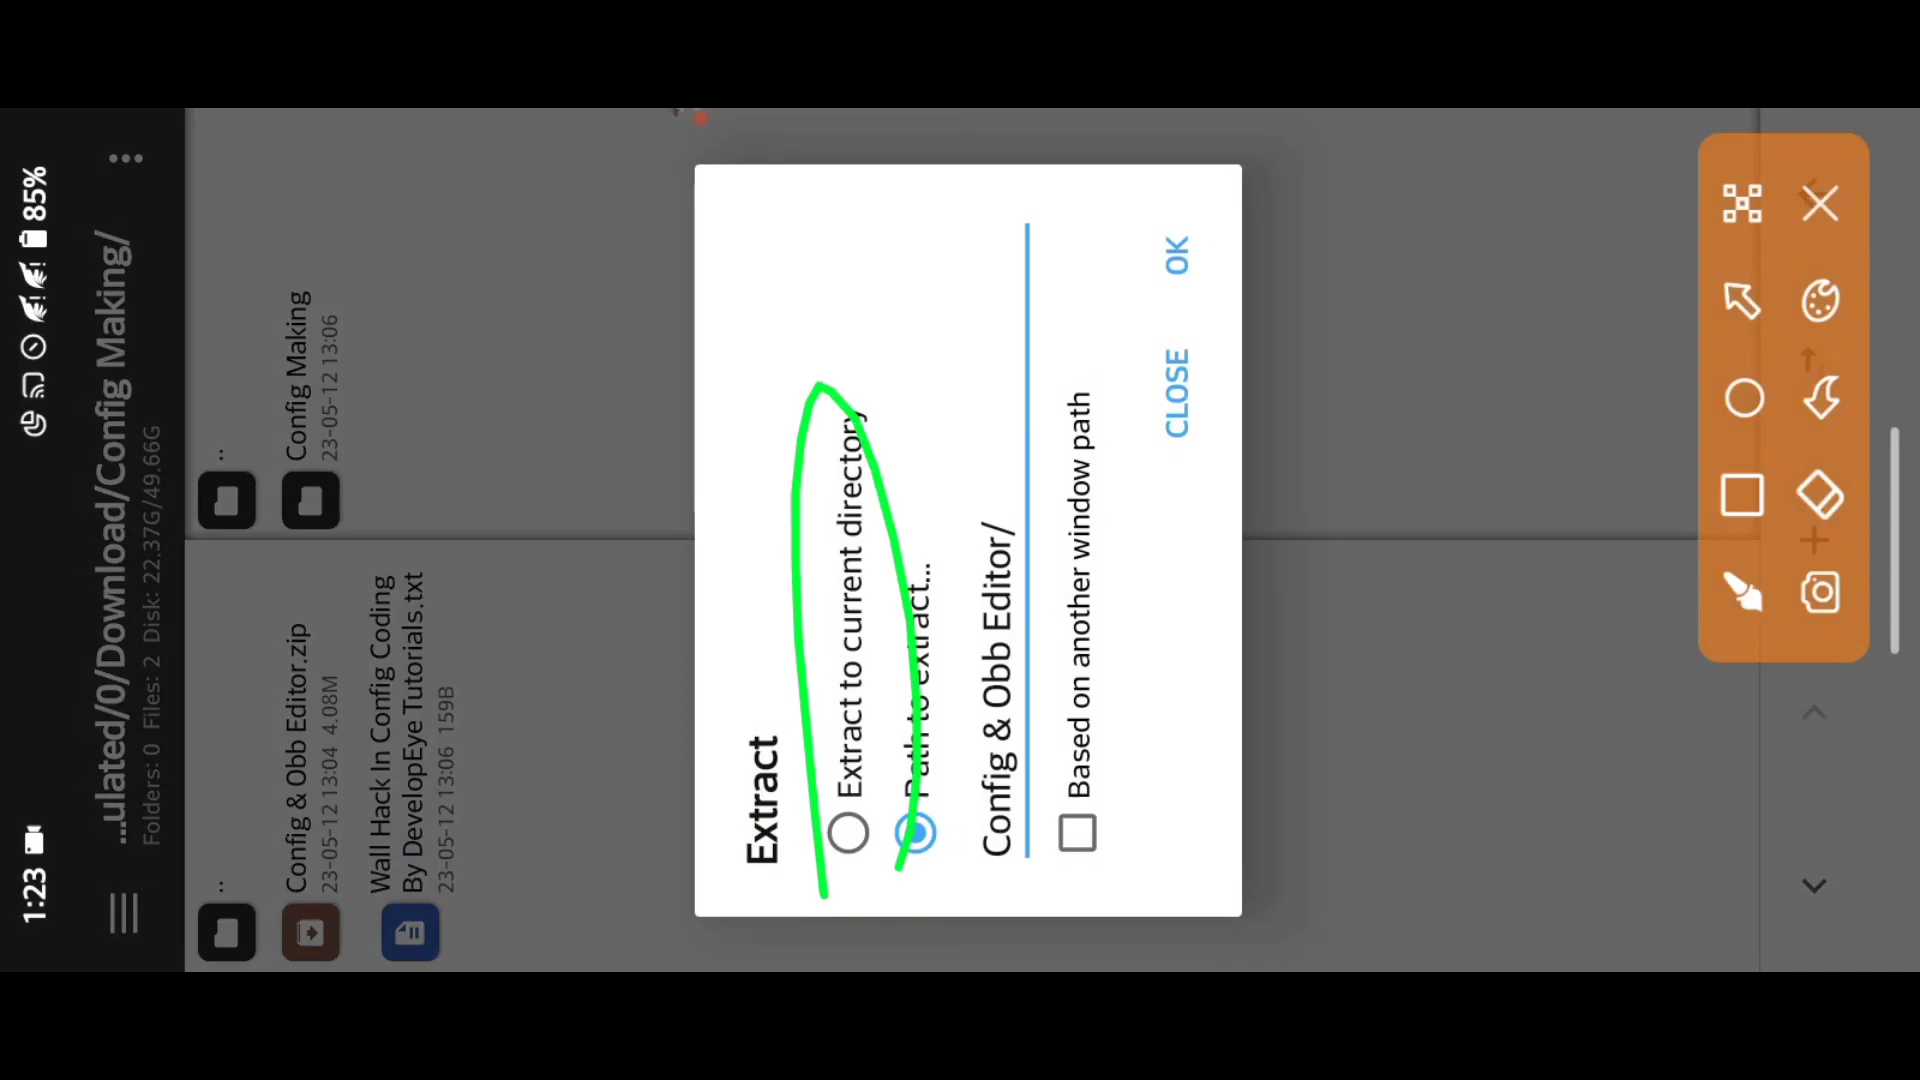 1:23
85%
...ulated/0/Download/Config Making/
Folders: 0 Files: 2 Disk: 22.37G/49.66G
..
Config & Obb Editor.zip
23-05-12 13:04 4.08M
Wall Hack In Config Coding
By DevelopEye Tutorials.txt
23-05-12 13:06 159B
..
Config Making
23-05-12 13:06
Extract
Extract to current directory
Path to extract...
Config & Obb Editor/
Based on another window path
CLOSE
OK